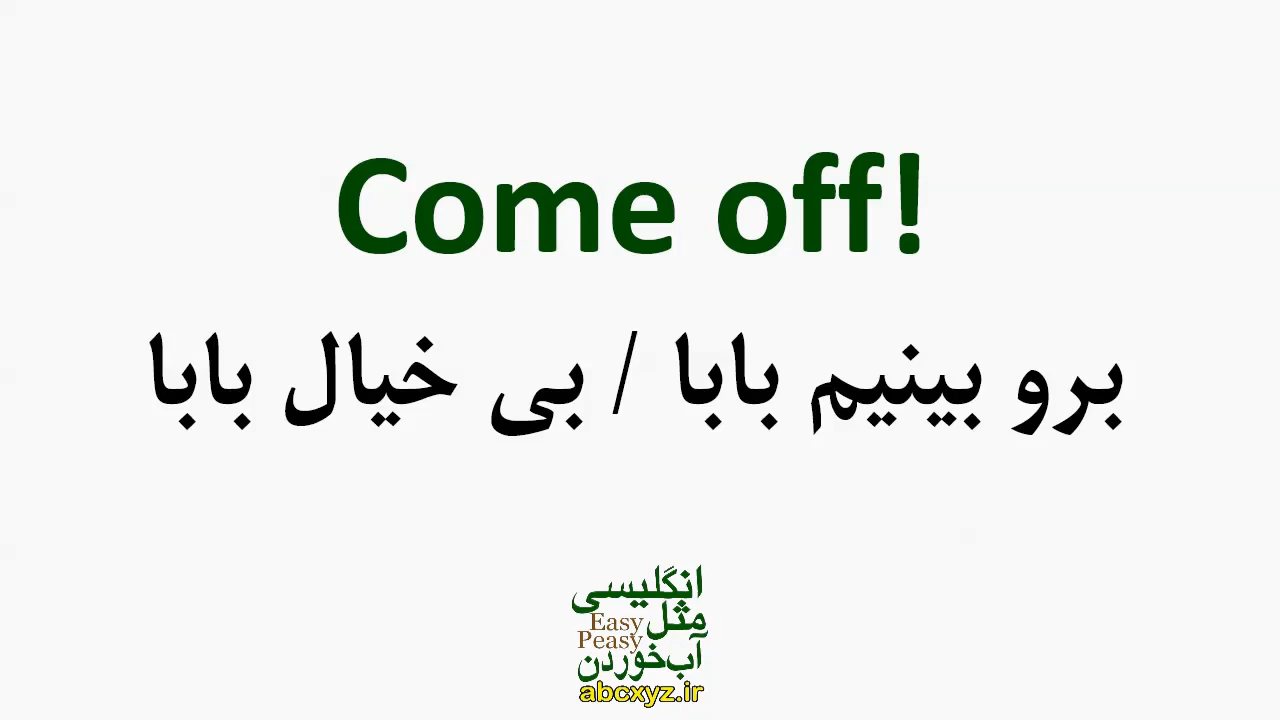 Come off!
برو بینیم بابا / بی خیال بابا
انگلیسی
مثل Easy
Peasy
آب‌خوردن
abcxyz.ir